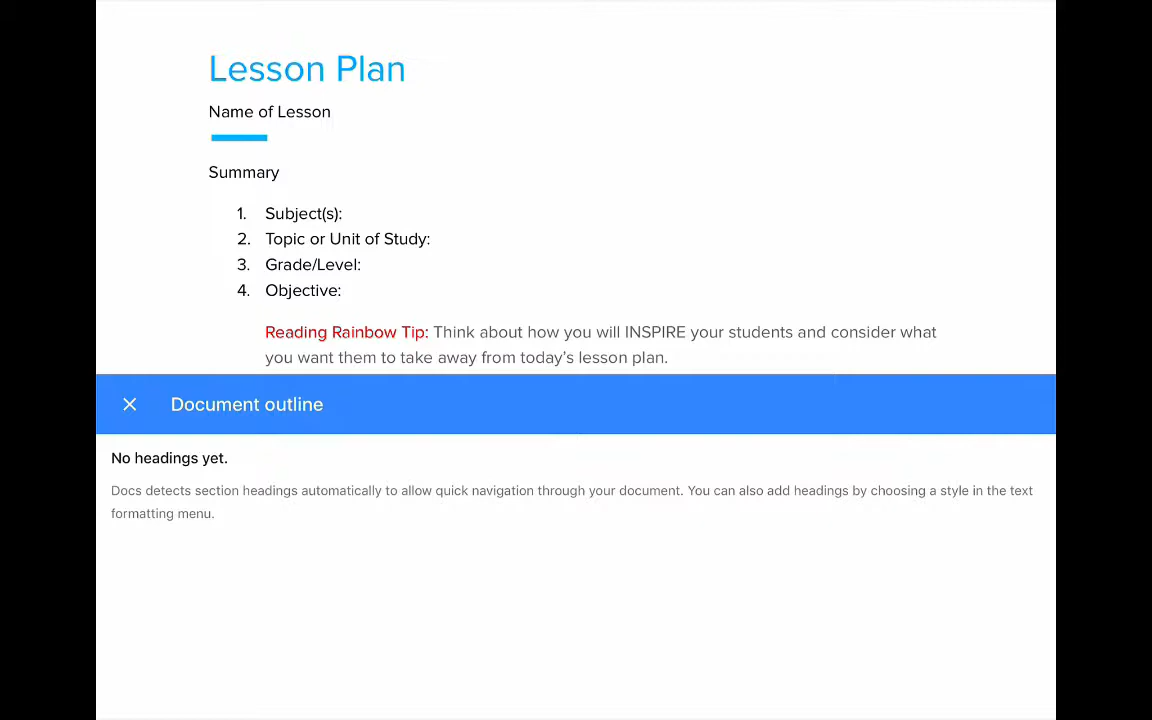 Lesson Plan
Name of Lesson
Summary
1. Subject(s):
2. Topic or Unit of Study:
3. Grade/Level:
4. Objective:
Reading Rainbow Tip: Think about how you will INSPIRE your students and consider what
you want them to take away from today’s lesson plan.
Document outline
No headings yet.
Docs detects section headings automatically to allow quick navigation through your document. You can also add headings by choosing a style in the text
formatting menu.